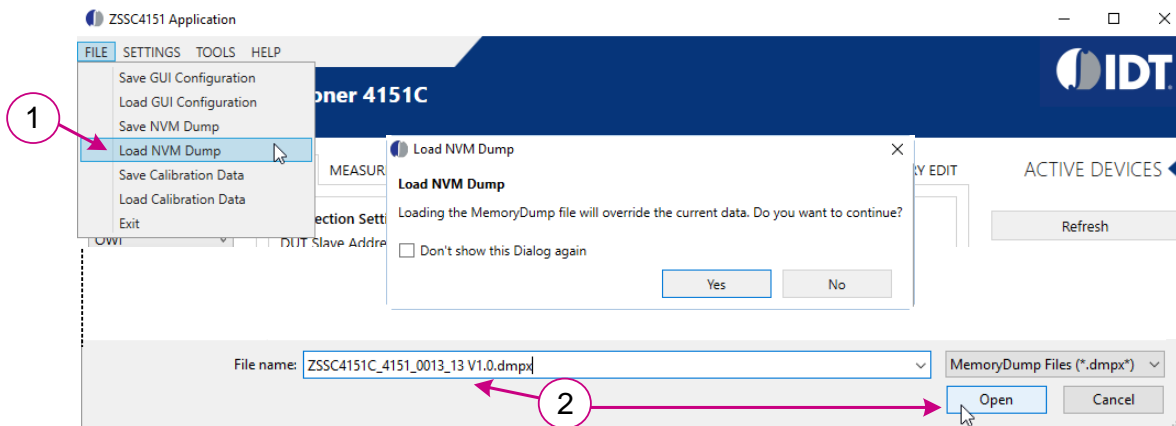 ZSSC4151 Application
FILE SETTINGS TOOLS HELP
IDT
Save GUI Configuration
Load GUI Configuration
oner 4151C
Save NVM Dump
1
Load NVM Dump
Load NVM Dump
MEASUR
RY EDIT
ACTIVE DEVICES
Save Calibration Data
Load NVM Dump
Load Calibration Data
Loading the MemoryDump file will override the current data. Do you want to continue?
Exit
ection Setti
Refresh
OWI
DUT Slave Addre
Don't show this Dialog again
Yes No
File name: ZSSC4151C_4151_0013_13 V1.0.dmpx MemoryDump Files (*.dmpx*)
2
Open Cancel